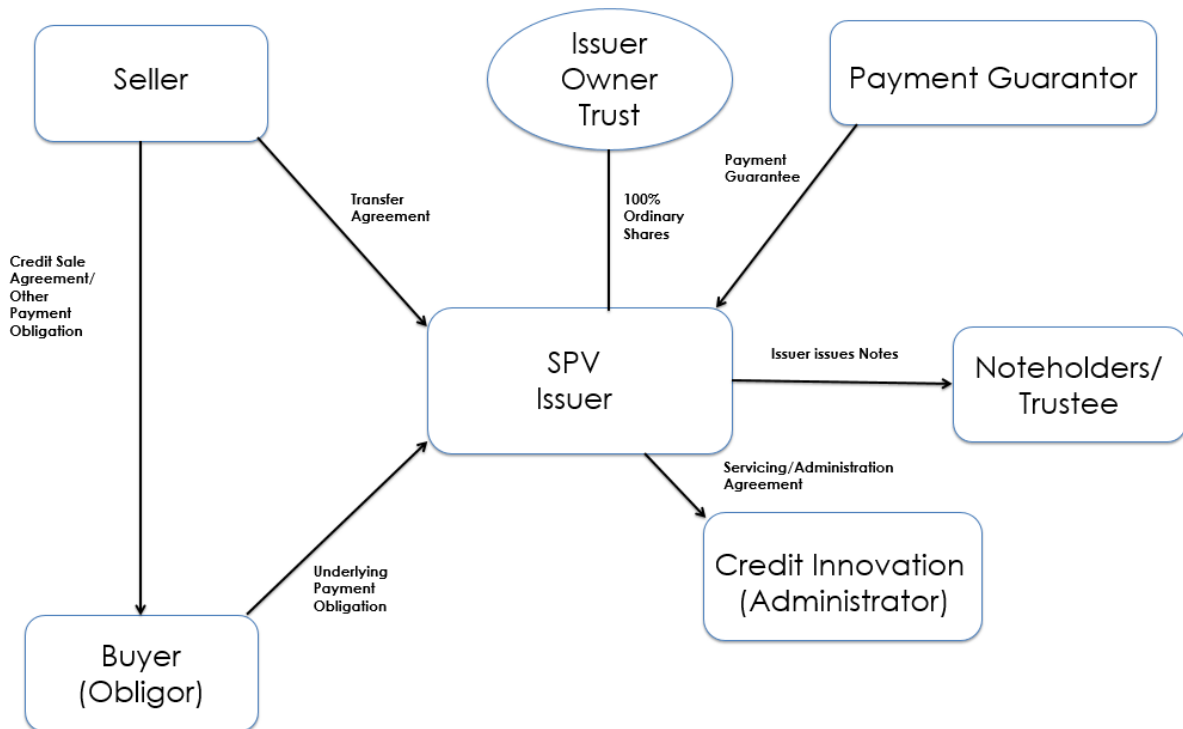 Seller
Issuer
Owner
Trust
Payment Guarantor
Payment
Guarantee
Transfer
Agreement
100%
Ordinary
Shares
Credit Sale
Agreement/
Other
Payment
Obligation
SPV
Issuer
Issuer issues Notes
Noteholders/
Trustee
Servicing/Administration
Agreement
Underlying
Payment
Obligation
Credit Innovation
(Administrator)
Buyer
(Obligor)